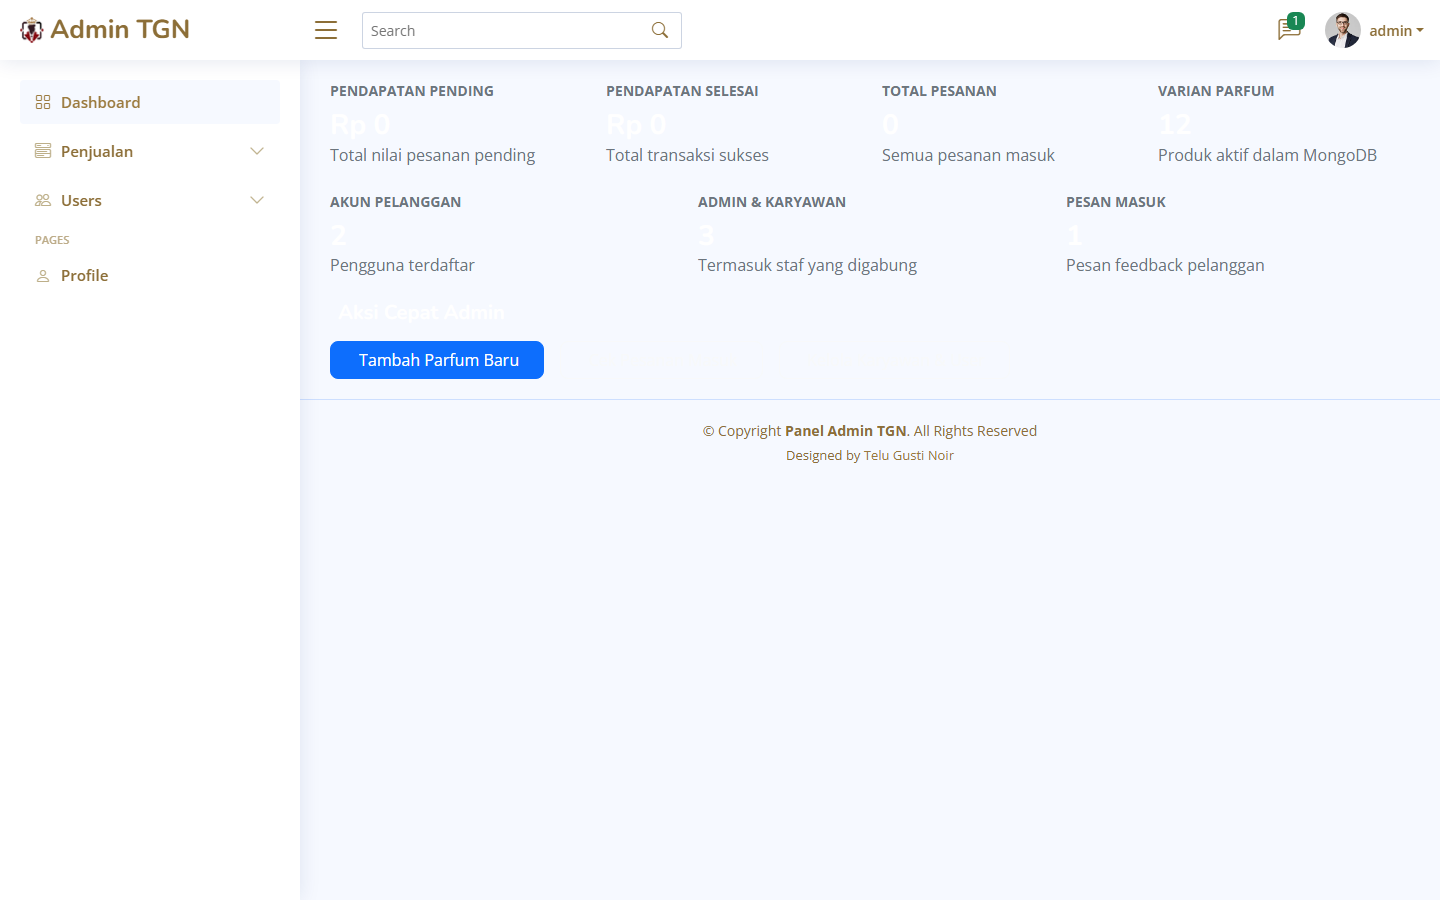 Admin TGN
Search
1
admin
Dashboard
Penjualan
Users
PAGES
Profile
PENDAPATAN PENDING
Rp 0
Total nilai pesanan pending
PENDAPATAN SELESAI
Rp 0
Total transaksi sukses
TOTAL PESANAN
0
Semua pesanan masuk
VARIAN PARFUM
12
Produk aktif dalam MongoDB
AKUN PELANGGAN
2
Pengguna terdaftar
ADMIN & KARYAWAN
3
Termasuk staf yang digabung
PESAN MASUK
1
Pesan feedback pelanggan
Aksi Cepat Admin
Tambah Parfum Baru
© Copyright Panel Admin TGN. All Rights Reserved
Designed by Telu Gusti Noir